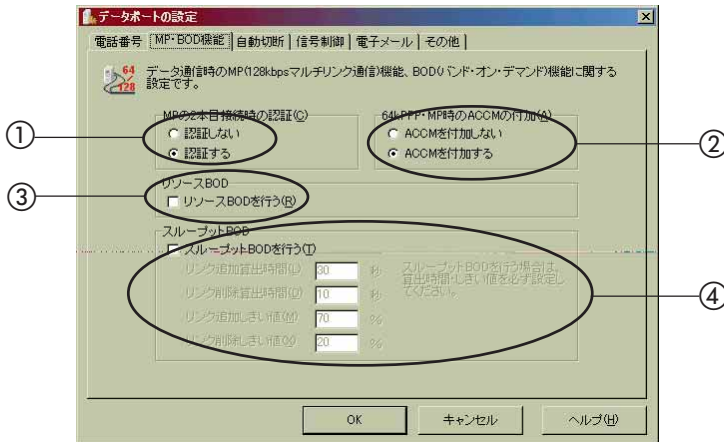 データポートの設定
電話番号 MP・BOD機能 自動切断 信号制御 電子メール その他
64
128
データ通信時のMP(128kbpsマルチリンク通信)機能、BOD(バンド・オン・デマンド)機能に関する
設定です。
MPの2本目接続時の認証(C)
認証しない
認証する
64kPPP・MP時のACCMの付加(A)
ACCMを付加しない
ACCMを付加する
①
②
リソースBOD
リソースBODを行う(R)
③
スループットBOD
スループットBODを行う(T)
リンク追加算出時間(L) 30 秒
リンク削除算出時間(D) 10 秒
リンク追加しきい値(M) 70 %
リンク削除しきい値(X) 20 %
スループットBODを行う場合は、
算出時間・しきい値を必ず設定し
てください。
④
OK キャンセル ヘルプ(H)